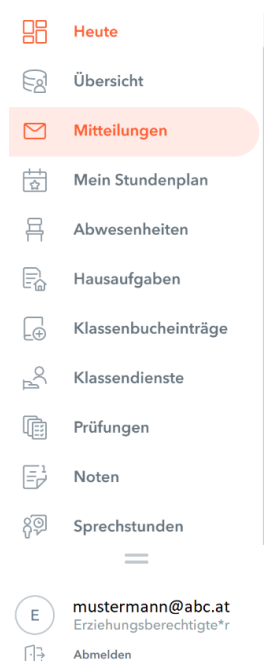 Heute
Übersicht
Mitteilungen
Mein Stundenplan
Abwesenheiten
Hausaufgaben
Klassenbucheinträge
Klassendienste
Prüfungen
Noten
Sprechstunden
E
mustermann@abc.at
Erziehungsberechtigte*r
Abmelden